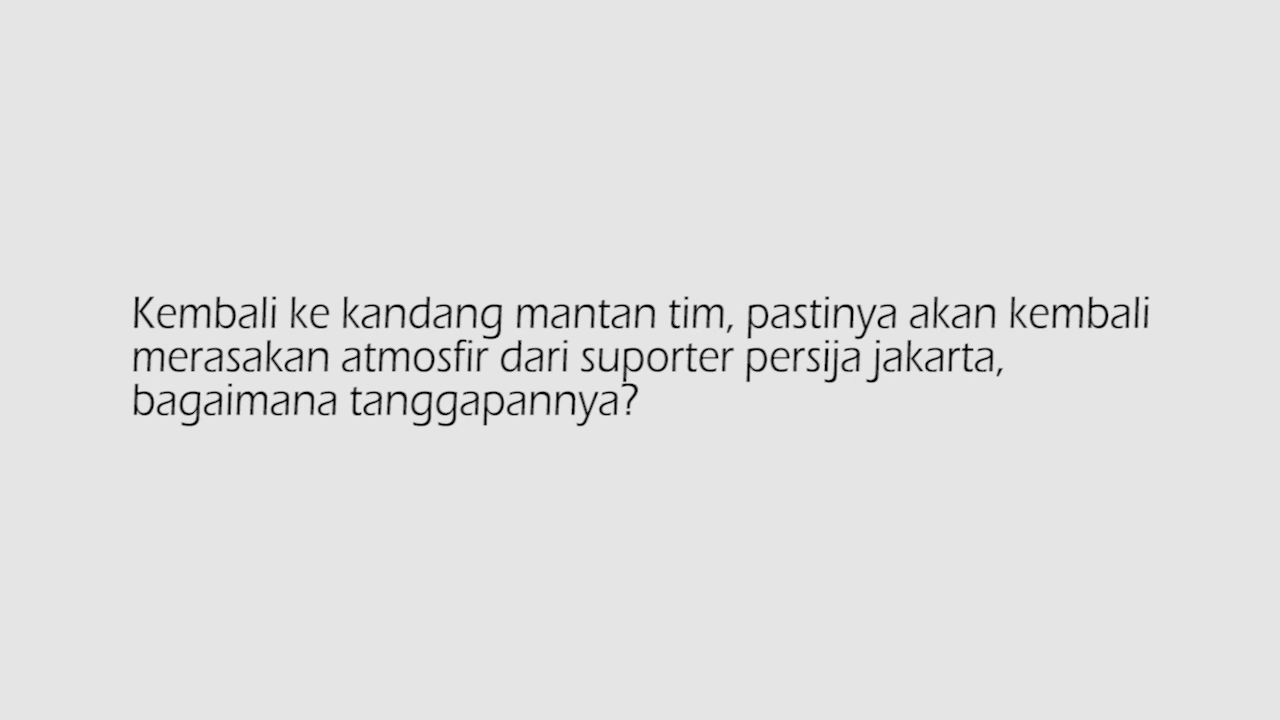 Kembali ke kandang mantan tim, pastinya akan kembali
merasakan atmosfir dari suporter persija jakarta,
bagaimana tanggapannya?